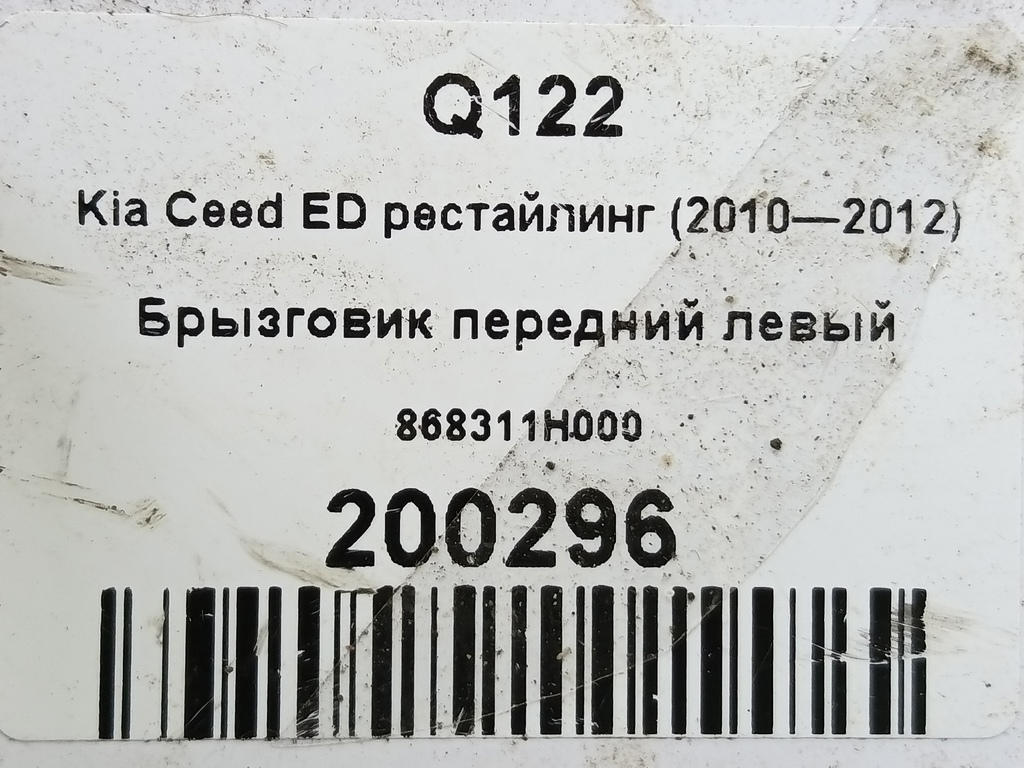 Q122
Kia Ceed ED рестайлинг (2010—2012)
Брызговик передний левый
868311H000
200296